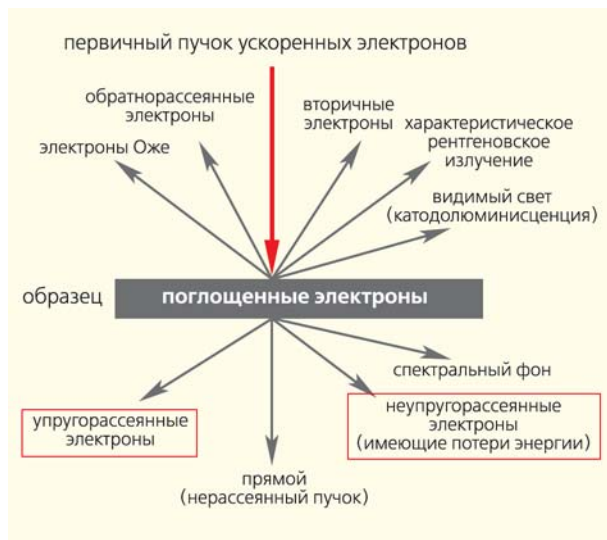 первичный пучок ускоренных электронов
обратнорассеянные
электроны
вторичные
электроны
характеристическое
рентгеновское
излучение
электроны Оже
видимый свет
(катодолюминисценция)
образец
поглощенные электроны
спектральный фон
упругорассеянные
электроны
неупругорассеянные
электроны
(имеющие потери энергии)
прямой
(нерассеянный пучок)